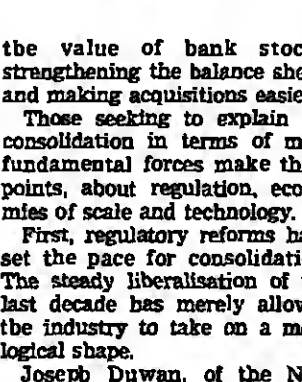 the value of bank stoc
strengthening the balance she
and making acquisitions easie
Those seeking to explain
consolidation in terms of m
fundamental forces make th
points, about regulation, eco
mies of scale and technology.
First, regulatory reforms ha
set the pace for consolidati
The steady liberalisation of
last decade has merely allow
the industry to take on a m
logical shape.
Joseph Duwan, of the N